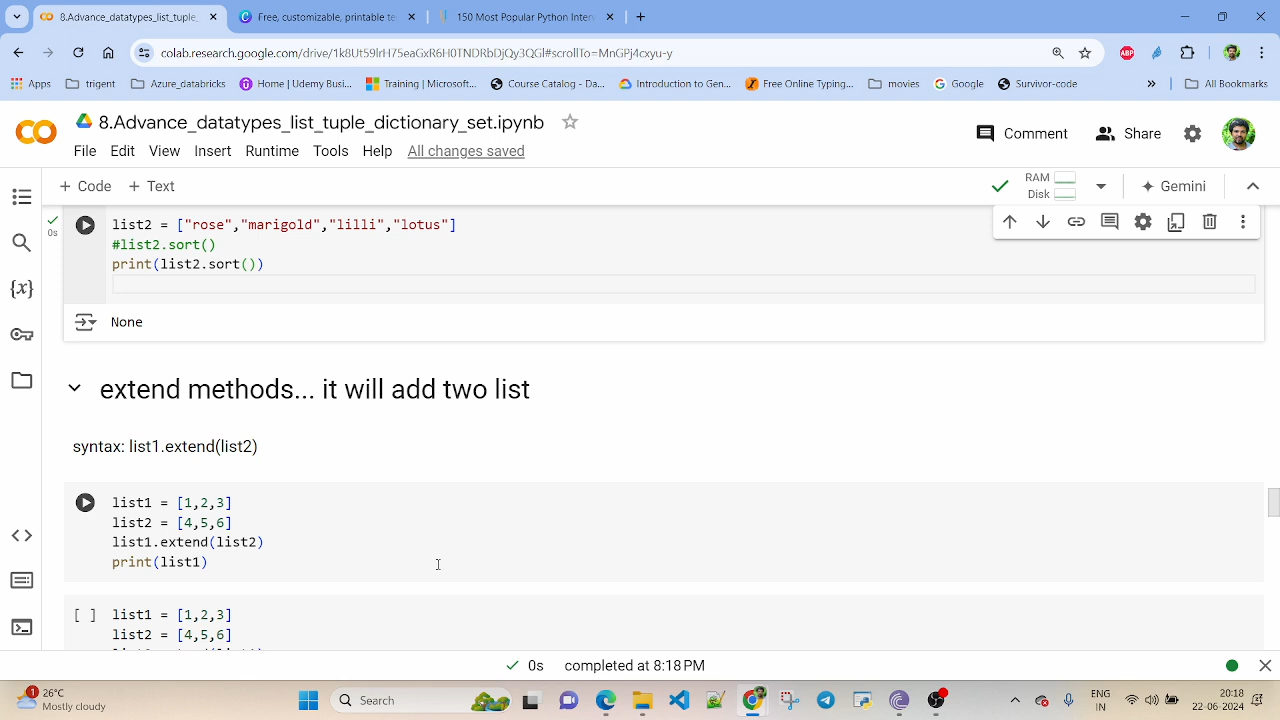 8.Advance_datatypes_list_tuple_
Free, customizable, printable te
150 Most Popular Python Interv
colab.research.google.com/drive/1k8Ut59lrH75eaGxR6H0TNDRbDjQy3QGl#scrollTo=MnGPj4cxyu-y
ABP
Apps
trigent
Azure.databricks
Home | Udemy Busi...
Training | Microsoft...
Course Catalog - Da...
Introduction to Gen...
Free Online Typing...
movies
Google
Survivor-code
»
All Bookmarks
8.Advance_datatypes_list_tuple_dictionary_set.ipynb
Comment
Share
File Edit View Insert Runtime Tools Help All changes saved
+ Code + Text
RAM
Disk
Gemini
0s
list2 = ["rose","marigold","lilli","lotus"]
#list2.sort()
print(list2.sort())
{x}
None
extend methods... it will add two list
syntax: list1.extend(list2)
list1 = [1,2,3]
list2 = [4,5,6]
list1.extend(list2)
print(list1)
[ ] list1 = [1,2,3]
list2 = [4,5,6]
0s completed at 8:18 PM
1
26°C
Mostly cloudy
Search
ENG
IN
20:18
22-06-2024